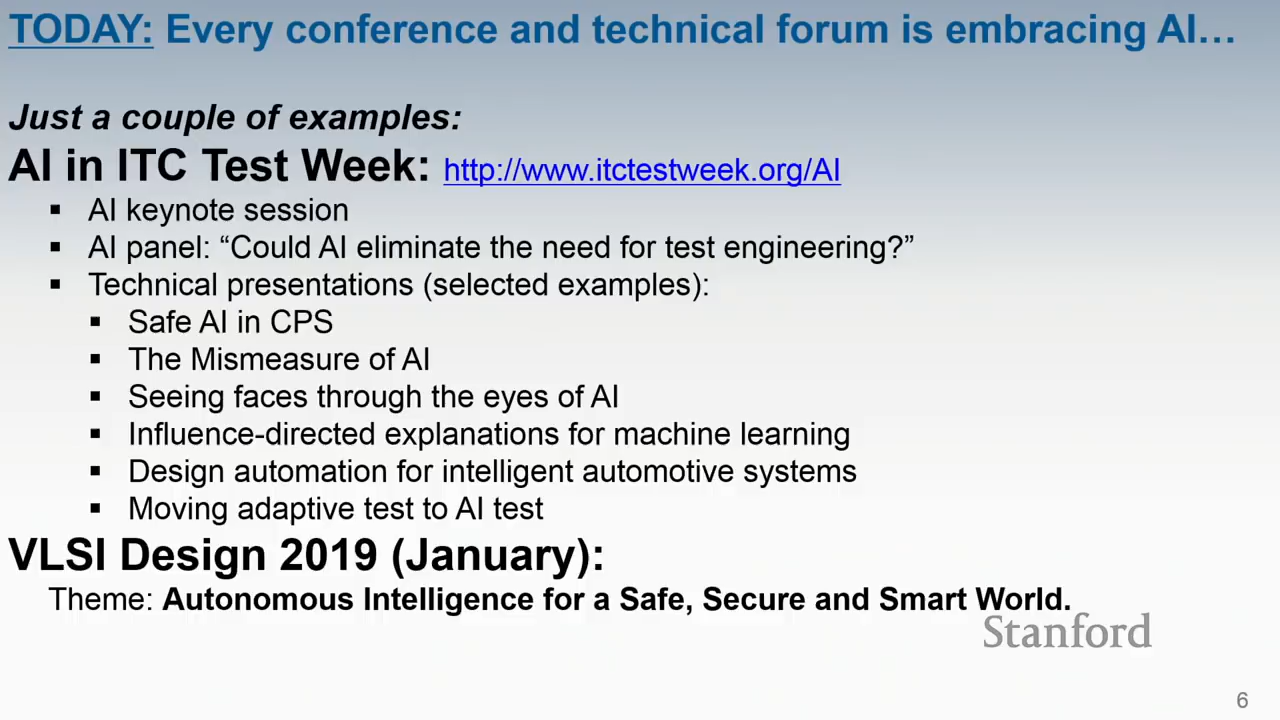 TODAY: Every conference and technical forum is embracing AI…
Just a couple of examples:
AI in ITC Test Week: http://www.itctestweek.org/AI
▪ AI keynote session
▪ AI panel: “Could AI eliminate the need for test engineering?”
▪ Technical presentations (selected examples):
▪ Safe AI in CPS
▪ The Mismeasure of AI
▪ Seeing faces through the eyes of AI
▪ Influence-directed explanations for machine learning
▪ Design automation for intelligent automotive systems
▪ Moving adaptive test to AI test
VLSI Design 2019 (January):
Theme: Autonomous Intelligence for a Safe, Secure and Smart World.
Stanford
6